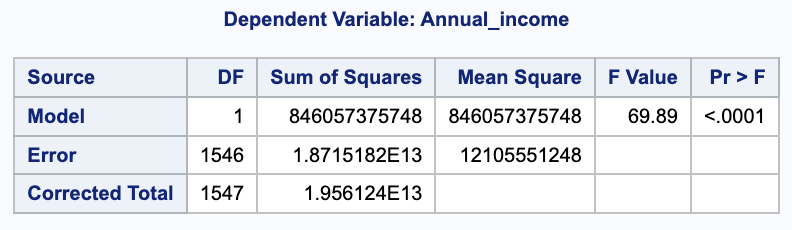 Dependent Variable: Annual_income
Source DF Sum of Squares Mean Square F Value Pr > F
Model 1 846057375748 846057375748 69.89 <.0001
Error 1546 1.8715182E13 12105551248
Corrected Total 1547 1.956124E13